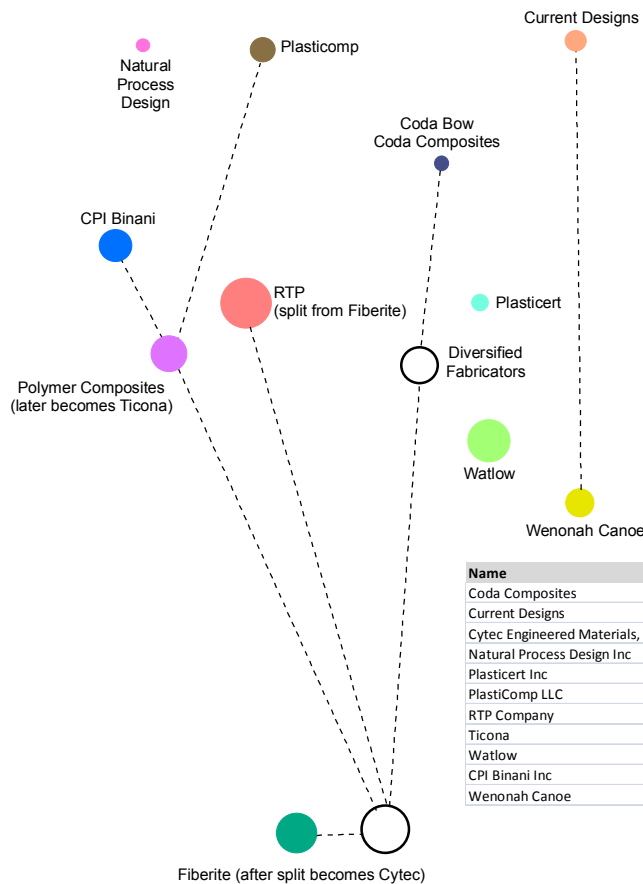 Current Designs
Plasticomp
Natural
Process
Design
Coda Bow
Coda Composites
CPI Binani
RTP
(split from Fiberite)
Plasticert
Diversified
Fabricators
Polymer Composites
(later becomes Ticona)
Watlow
Wenonah Canoe
Name
Coda Composites
Current Designs
Cytec Engineered Materials,
Natural Process Design Inc
Plasticert Inc
PlastiComp LLC
RTP Company
Ticona
Watlow
CPI Binani Inc
Wenonah Canoe
Fiberite (after split becomes Cytec)